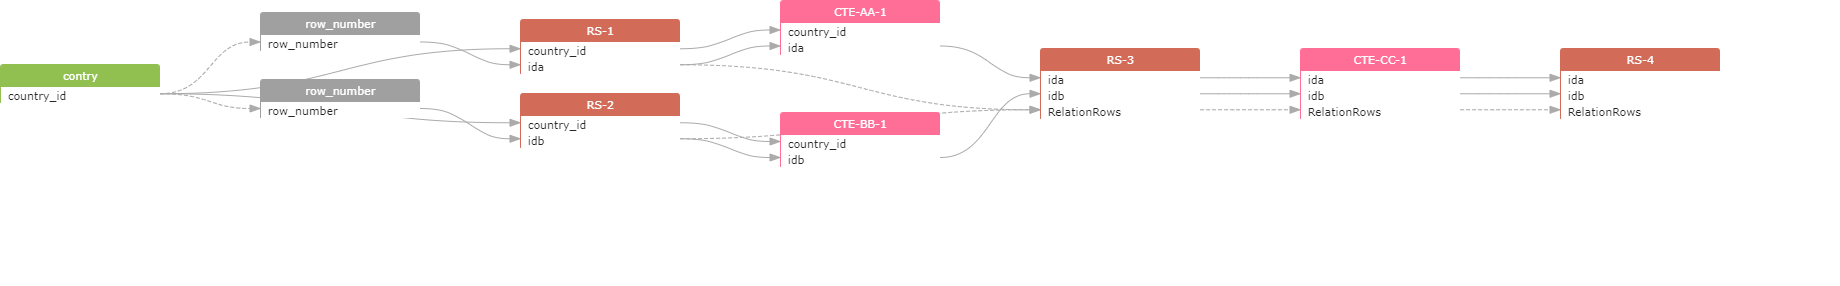 contry
country_id
row_number
row_number
row_number
row_number
RS-1
country_id
ida
RS-2
country_id
idb
CTE-AA-1
country_id
ida
CTE-BB-1
country_id
idb
RS-3
ida
idb
RelationRows
CTE-CC-1
ida
idb
RelationRows
RS-4
ida
idb
RelationRows